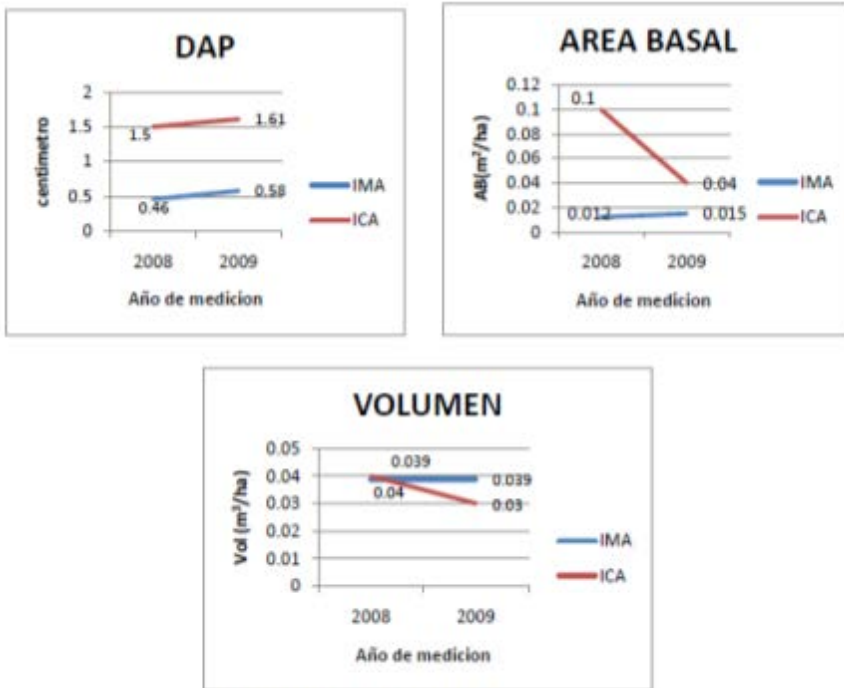 DAP
2
1.5
1
0.5
0
1.5
1.61
0.46
0.58
centimetro
2008
2009
Año de medicion
IMA
ICA
AREA BASAL
0.12
0.1
0.08
0.06
0.04
0.02
0
0.1
0.04
0.012
0.015
AB(m²/ha)
2008
2009
Año de medicion
IMA
ICA
VOLUMEN
0.05
0.04
0.03
0.02
0.01
0
0.039
0.039
0.04
0.03
Vol (m³/ha)
2008
2009
Año de medicion
IMA
ICA